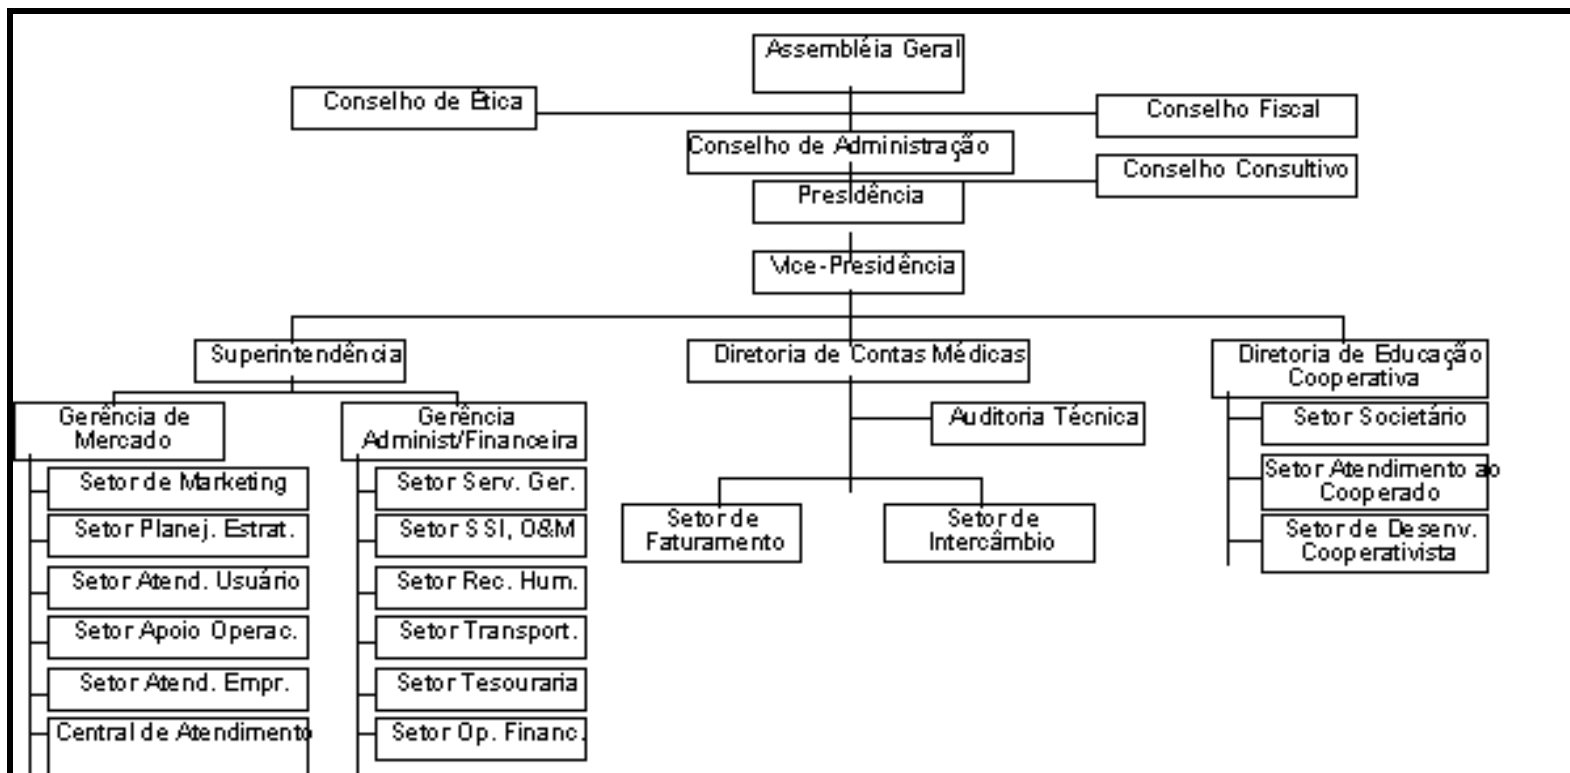 Assembléia Geral
Conselho de Ética
Conselho Fiscal
Conselho de Administração
Conselho Consultivo
Presidência
Vice-Presidência
Superintendência
Diretoria de Contas Médicas
Diretoria de Educação
Cooperativa
Gerência de
Mercado
Gerência
Administ/Financeira
Auditoria Técnica
Setor Societário
Setor de Marketing
Setor Serv. Ger.
Setor Atendimento ao
Cooperado
Setor Planej. Estrat.
Setor SSI, O&M
Setor de
Faturamento
Setor de
Intercâmbio
Setor de Desenv.
Cooperativista
Setor Atend. Usuário
Setor Rec. Hum.
Setor Apoio Operac.
Setor Transport.
Setor Atend. Empr.
Setor Tesouraria
Central de Atendimento
Setor Op. Financ.